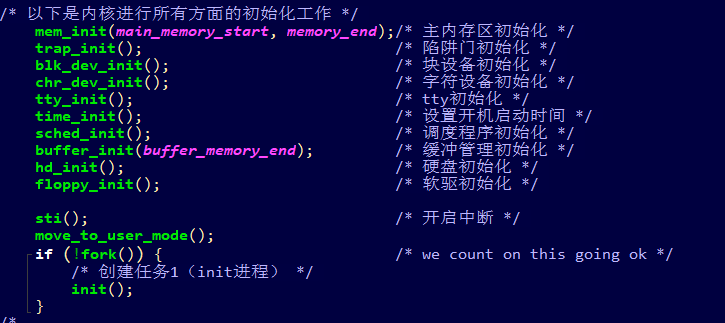 /* 以下是内核进行所有方面的初始化工作 */
mem_init(main_memory_start, memory_end);/* 主内存区初始化 */
trap_init(); /* 陷阱门初始化 */
blk_dev_init(); /* 块设备初始化 */
chr_dev_init(); /* 字符设备初始化 */
tty_init(); /* tty初始化 */
time_init(); /* 设置开机启动时间 */
sched_init(); /* 调度程序初始化 */
buffer_init(buffer_memory_end); /* 缓冲管理初始化 */
hd_init(); /* 硬盘初始化 */
floppy_init(); /* 软驱初始化 */
sti(); /* 开启中断 */
move_to_user_mode();
if (!fork()) { /* we count on this going ok */
/* 创建任务1（init进程） */
init();
}
/*